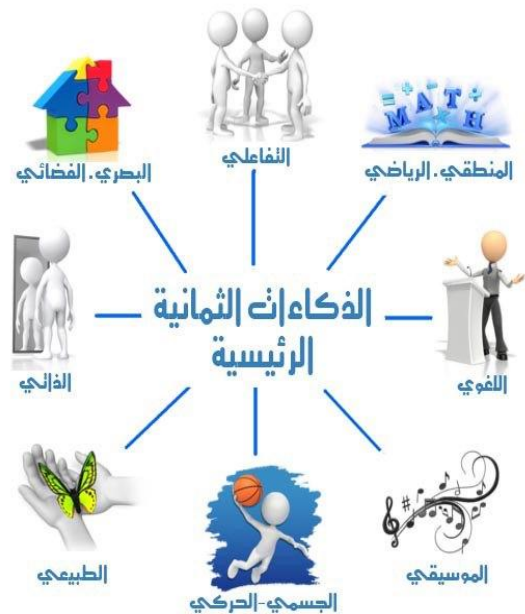 التفاعلي
المنطقي. الرياضي
MATH
البصري. الفضائي
الذكاءات الثمانية
الرئيسية
اللغوي
الذاتي
الموسيقي
الجسمي-الحركي
الطبيعي